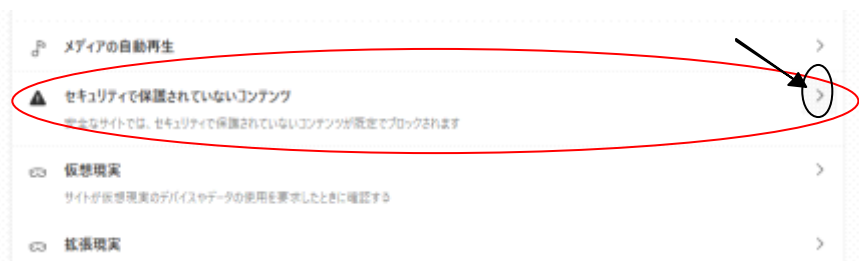 メディアの自動再生
セキュリティで保護されていないコンテンツ
安全なサイトでは、セキュリティで保護されていないコンテンツが既定でブロックされます
仮想現実
サイトが仮想現実のデバイスやデータの使用を要求したときに確認する
拡張現実